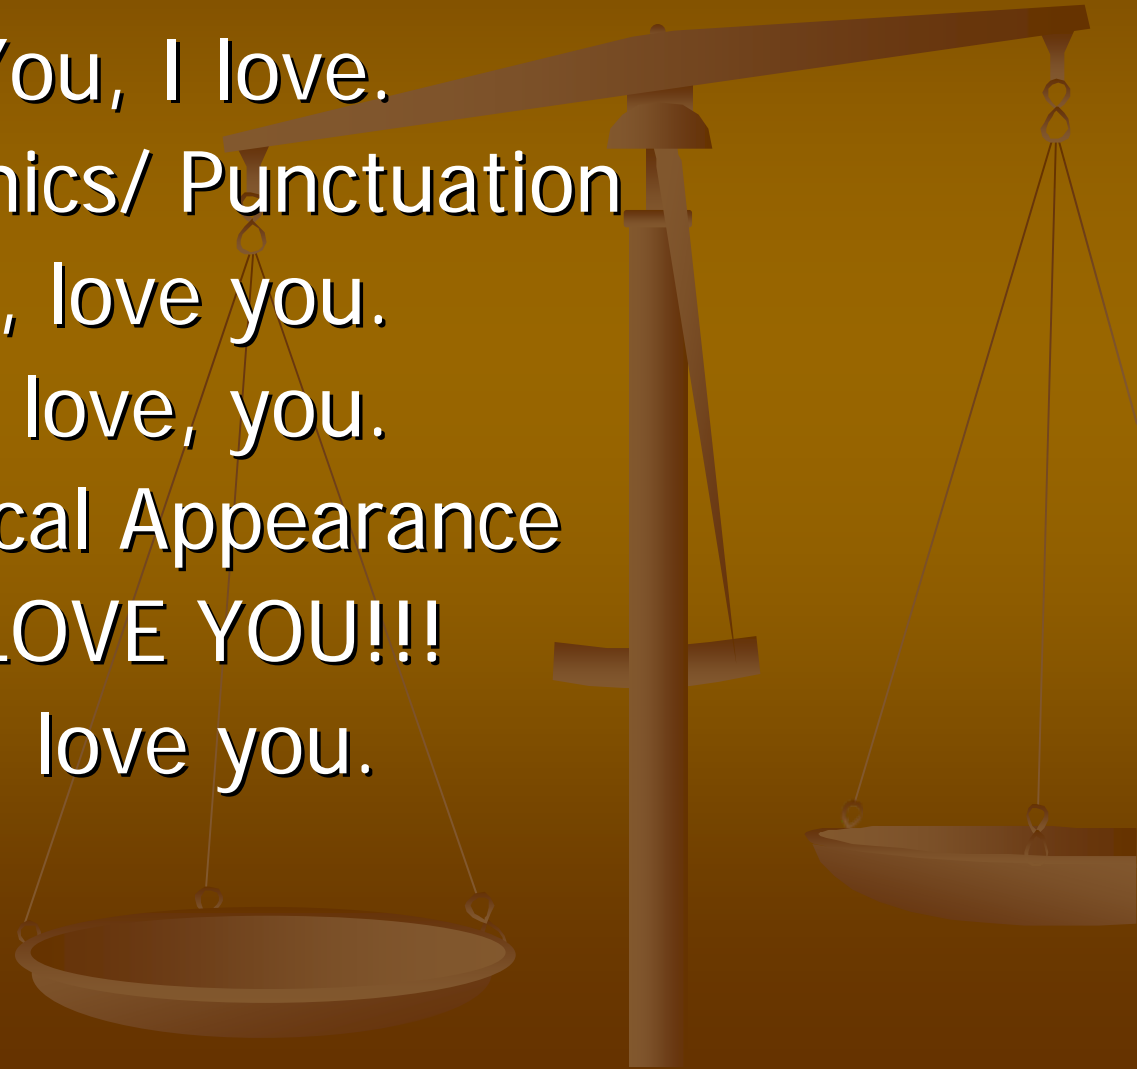 You, I love.
nics/ Punctuation
, love you.
love, you.
cal Appearance
LOVE YOU!!!
love you.